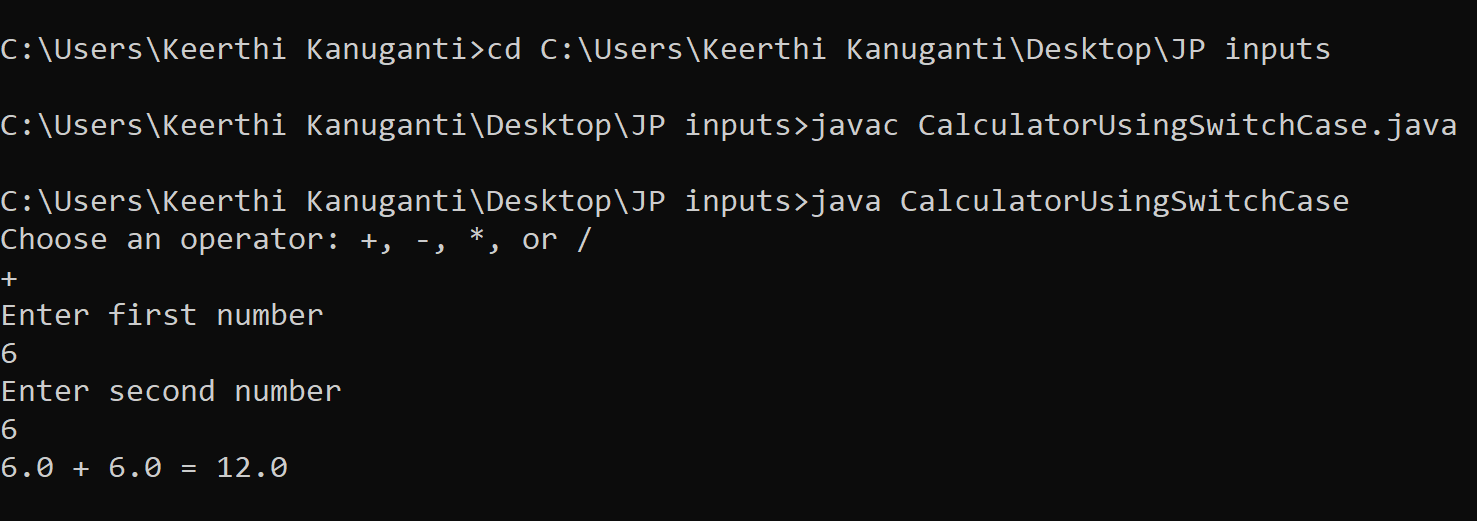 C:\Users\Keerthi Kanuganti>cd C:\Users\Keerthi Kanuganti\Desktop\JP inputs
C:\Users\Keerthi Kanuganti\Desktop\JP inputs>javac CalculatorUsingSwitchCase.java
C:\Users\Keerthi Kanuganti\Desktop\JP inputs>java CalculatorUsingSwitchCase
Choose an operator: +, -, *, or /
+
Enter first number
6
Enter second number
6
6.0 + 6.0 = 12.0